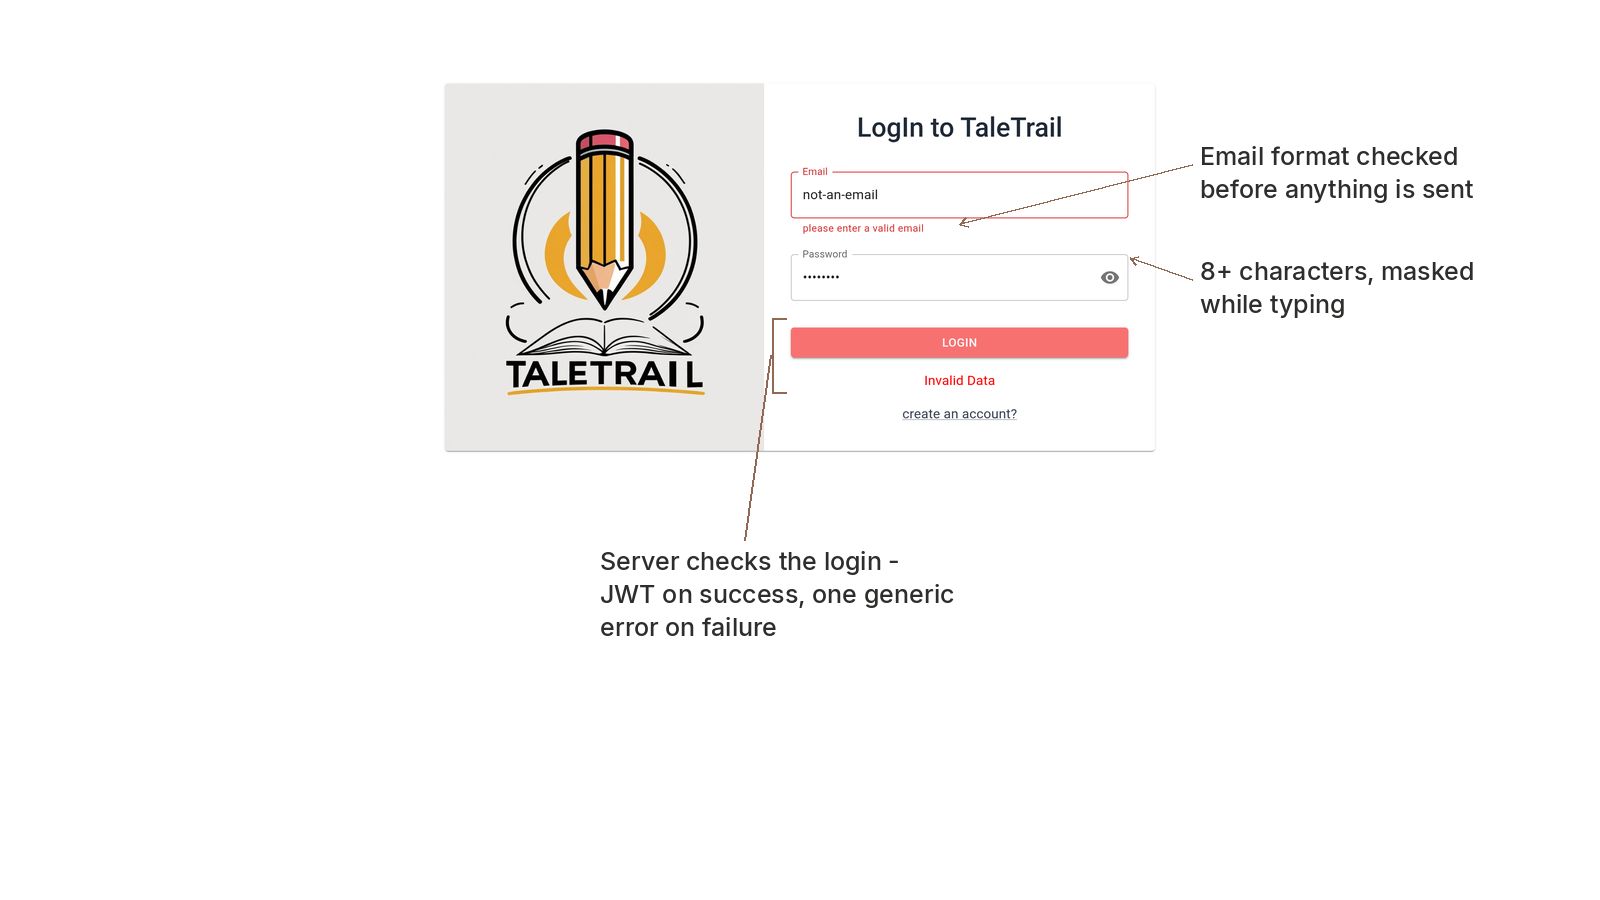 LogIn to TaleTrail
Email
not-an-email
please enter a valid email
Password
••••••••
LOGIN
Invalid Data
create an account?
TALETRAIL
Email format checked
before anything is sent
8+ characters, masked
while typing
Server checks the login -
JWT on success, one generic
error on failure